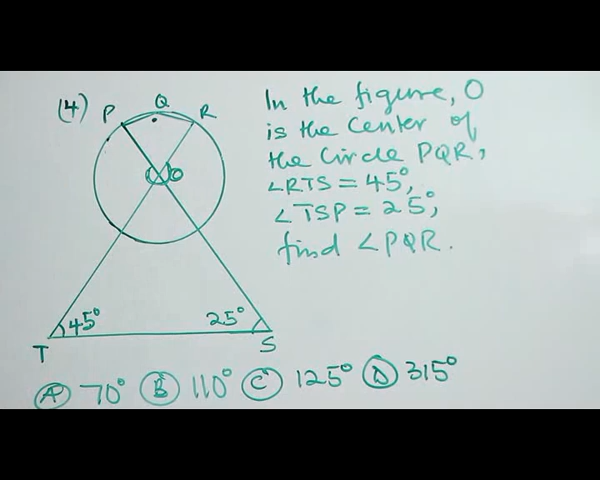 (4)
Q
P
R
In the figure, O
is the center of
the circle PQR,
∠RTS = 45°,
∠TSP = 25°,
find ∠PQR.
O
45°
25°
T
S
(A) 70° (B) 110° (C) 125° (D) 315°